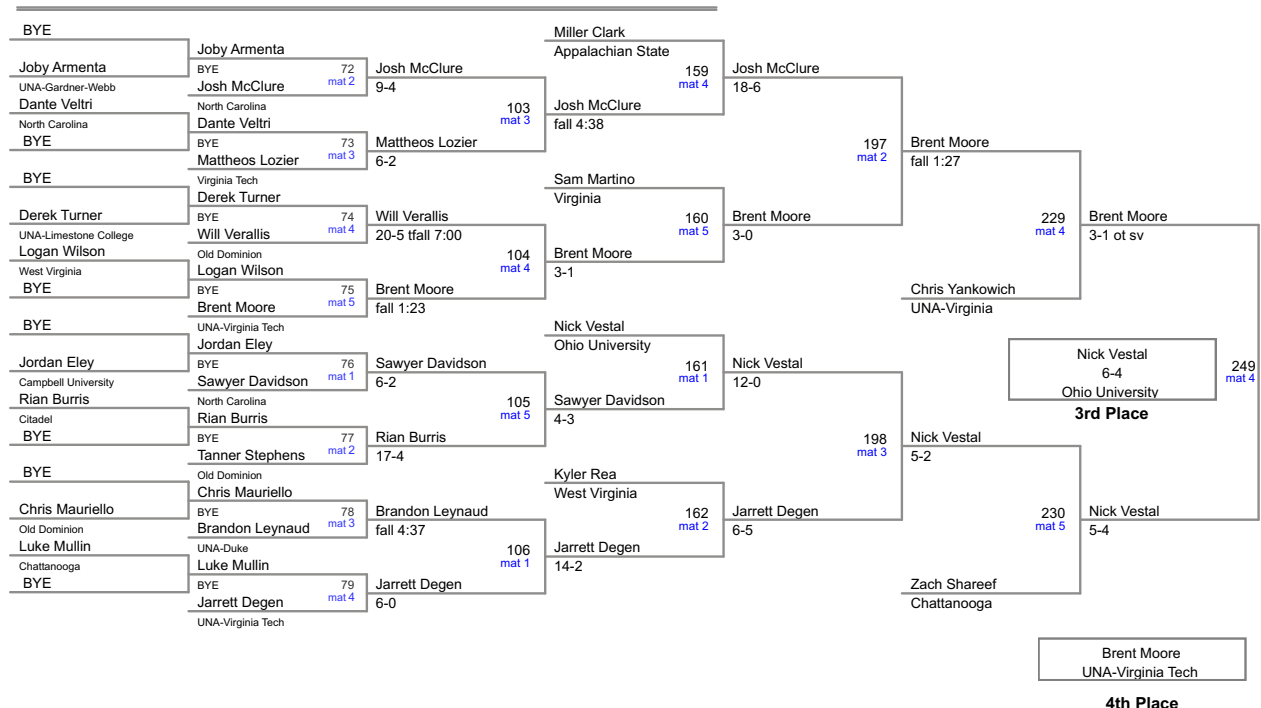 BYE
Joby Armenta
UNA-Gardner-Webb
Dante Veltri
North Carolina
BYE
BYE
Derek Turner
UNA-Limestone College
Logan Wilson
West Virginia
BYE
BYE
Jordan Eley
Campbell University
Rian Burris
Citadel
BYE
BYE
Chris Mauriello
Old Dominion
Luke Mullin
Chattanooga
BYE
Joby Armenta
BYE
72
mat 2
Josh McClure
North Carolina
Dante Veltri
BYE
73
mat 3
Mattheos Lozier
Virginia Tech
Derek Turner
BYE
74
mat 4
Will Verallis
Old Dominion
Logan Wilson
BYE
75
mat 5
Brent Moore
UNA-Virginia Tech
Jordan Eley
BYE
76
mat 1
Sawyer Davidson
North Carolina
Rian Burris
BYE
77
mat 2
Tanner Stephens
Old Dominion
Chris Mauriello
BYE
78
mat 3
Brandon Leynaud
UNA-Duke
Luke Mullin
BYE
79
mat 4
Jarrett Degen
UNA-Virginia Tech
Josh McClure
9-4
103
mat 3
Mattheos Lozier
6-2
Will Verallis
20-5 tfall 7:00
104
mat 4
Brent Moore
fall 1:23
Sawyer Davidson
6-2
105
mat 5
Rian Burris
17-4
Brandon Leynaud
fall 4:37
106
mat 1
Jarrett Degen
6-0
Miller Clark
Appalachian State
159
mat 4
Josh McClure
fall 4:38
Sam Martino
Virginia
160
mat 5
Brent Moore
3-1
Nick Vestal
Ohio University
161
mat 1
Sawyer Davidson
4-3
Kyler Rea
West Virginia
162
mat 2
Jarrett Degen
14-2
Josh McClure
18-6
197
mat 2
Brent Moore
3-0
Nick Vestal
12-0
198
mat 3
Jarrett Degen
6-5
Brent Moore
fall 1:27
229
mat 4
Chris Yankowich
UNA-Virginia
Nick Vestal
5-2
230
mat 5
Zach Shareef
Chattanooga
Brent Moore
3-1 ot sv
249
mat 4
Nick Vestal
5-4
Nick Vestal
6-4
Ohio University
3rd Place
Brent Moore
UNA-Virginia Tech
4th Place